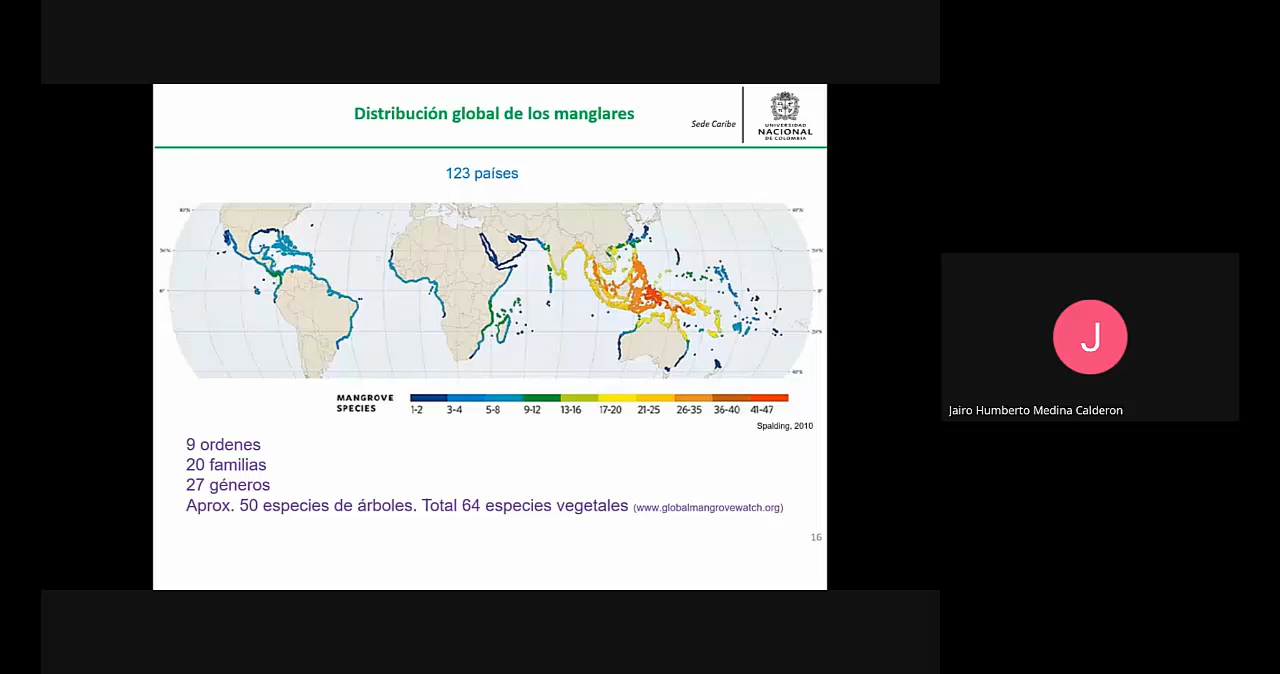 Distribución global de los manglares
Sede Caribe
UNIVERSIDAD
NACIONAL
DE COLOMBIA
123 países
MANGROVE
SPECIES
1-2 3-4 5-8 9-12 13-16 17-20 21-25 26-35 36-40 41-47
Spalding, 2010
9 ordenes
20 familias
27 géneros
Aprox. 50 especies de árboles. Total 64 especies vegetales (www.globalmangrovewatch.org)
16
J
Jairo Humberto Medina Calderon